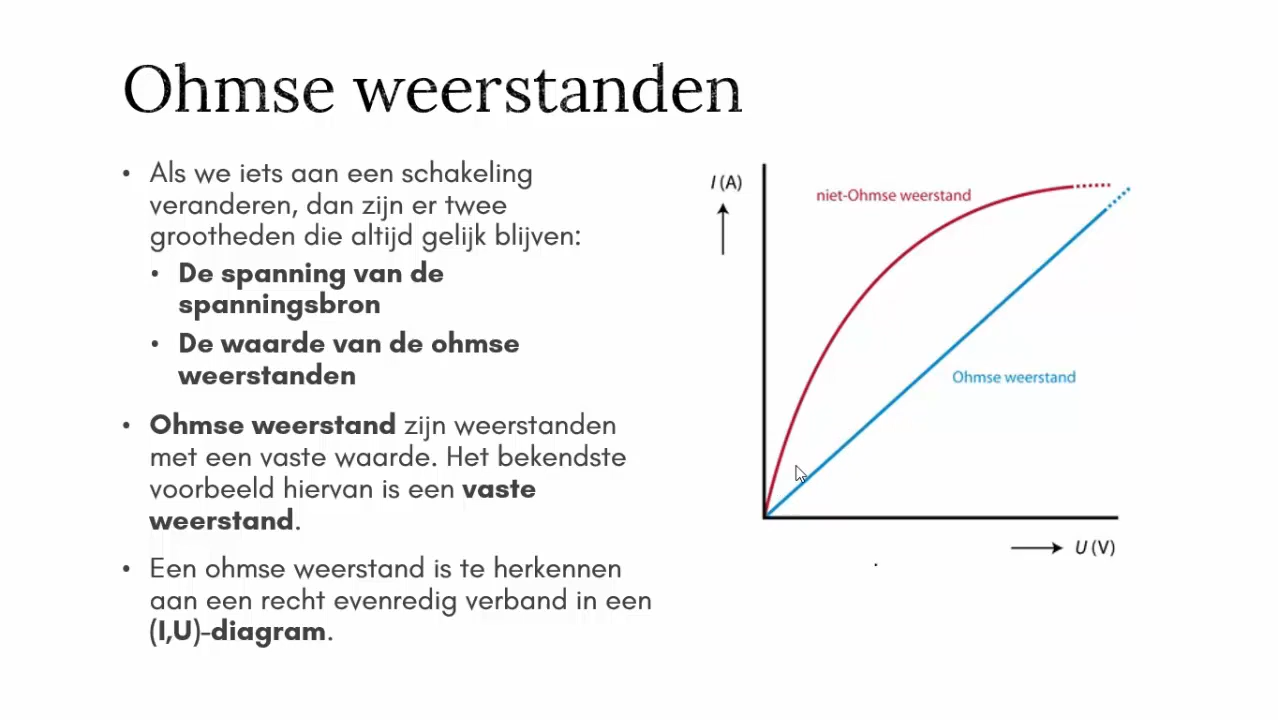 Ohmse weerstanden
• Als we iets aan een schakeling
veranderen, dan zijn er twee
grootheden die altijd gelijk blijven:
• De spanning van de
spanningsbron
• De waarde van de ohmse
weerstanden
• Ohmse weerstand zijn weerstanden
met een vaste waarde. Het bekendste
voorbeeld hiervan is een vaste
weerstand.
• Een ohmse weerstand is te herkennen
aan een recht evenredig verband in een
(I,U)-diagram.
I (A)
niet-Ohmse weerstand
Ohmse weerstand
U (V)